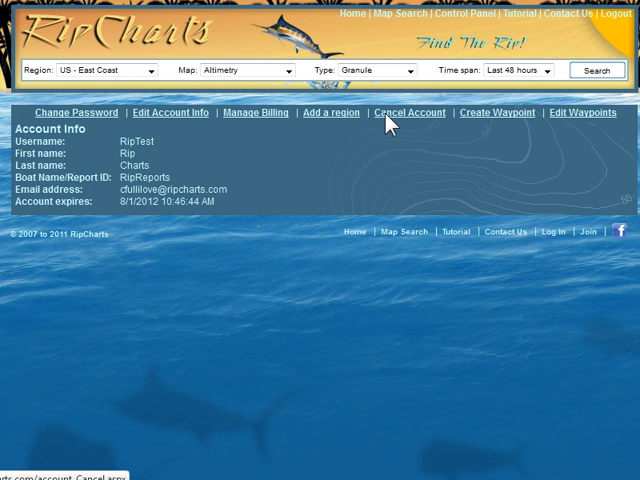 RipCharts
Home | Map Search | Control Panel | Tutorial | Contact Us | Logout
Find The Rip!
Region: US - East Coast Map: Altimetry Type: Granule Time span: Last 48 hours Search
Change Password | Edit Account Info | Manage Billing | Add a region | Cancel Account | Create Waypoint | Edit Waypoints
Account Info
Username: RipTest
First name: Rip
Last name: Charts
Boat Name/Report ID: RipReports
Email address: cfullilove@ripcharts.com
Account expires: 8/1/2012 10:46:44 AM
© 2007 to 2011 RipCharts
Home | Map Search | Tutorial | Contact Us | Log In | Join | f
arts.com/account_Cancel.aspx